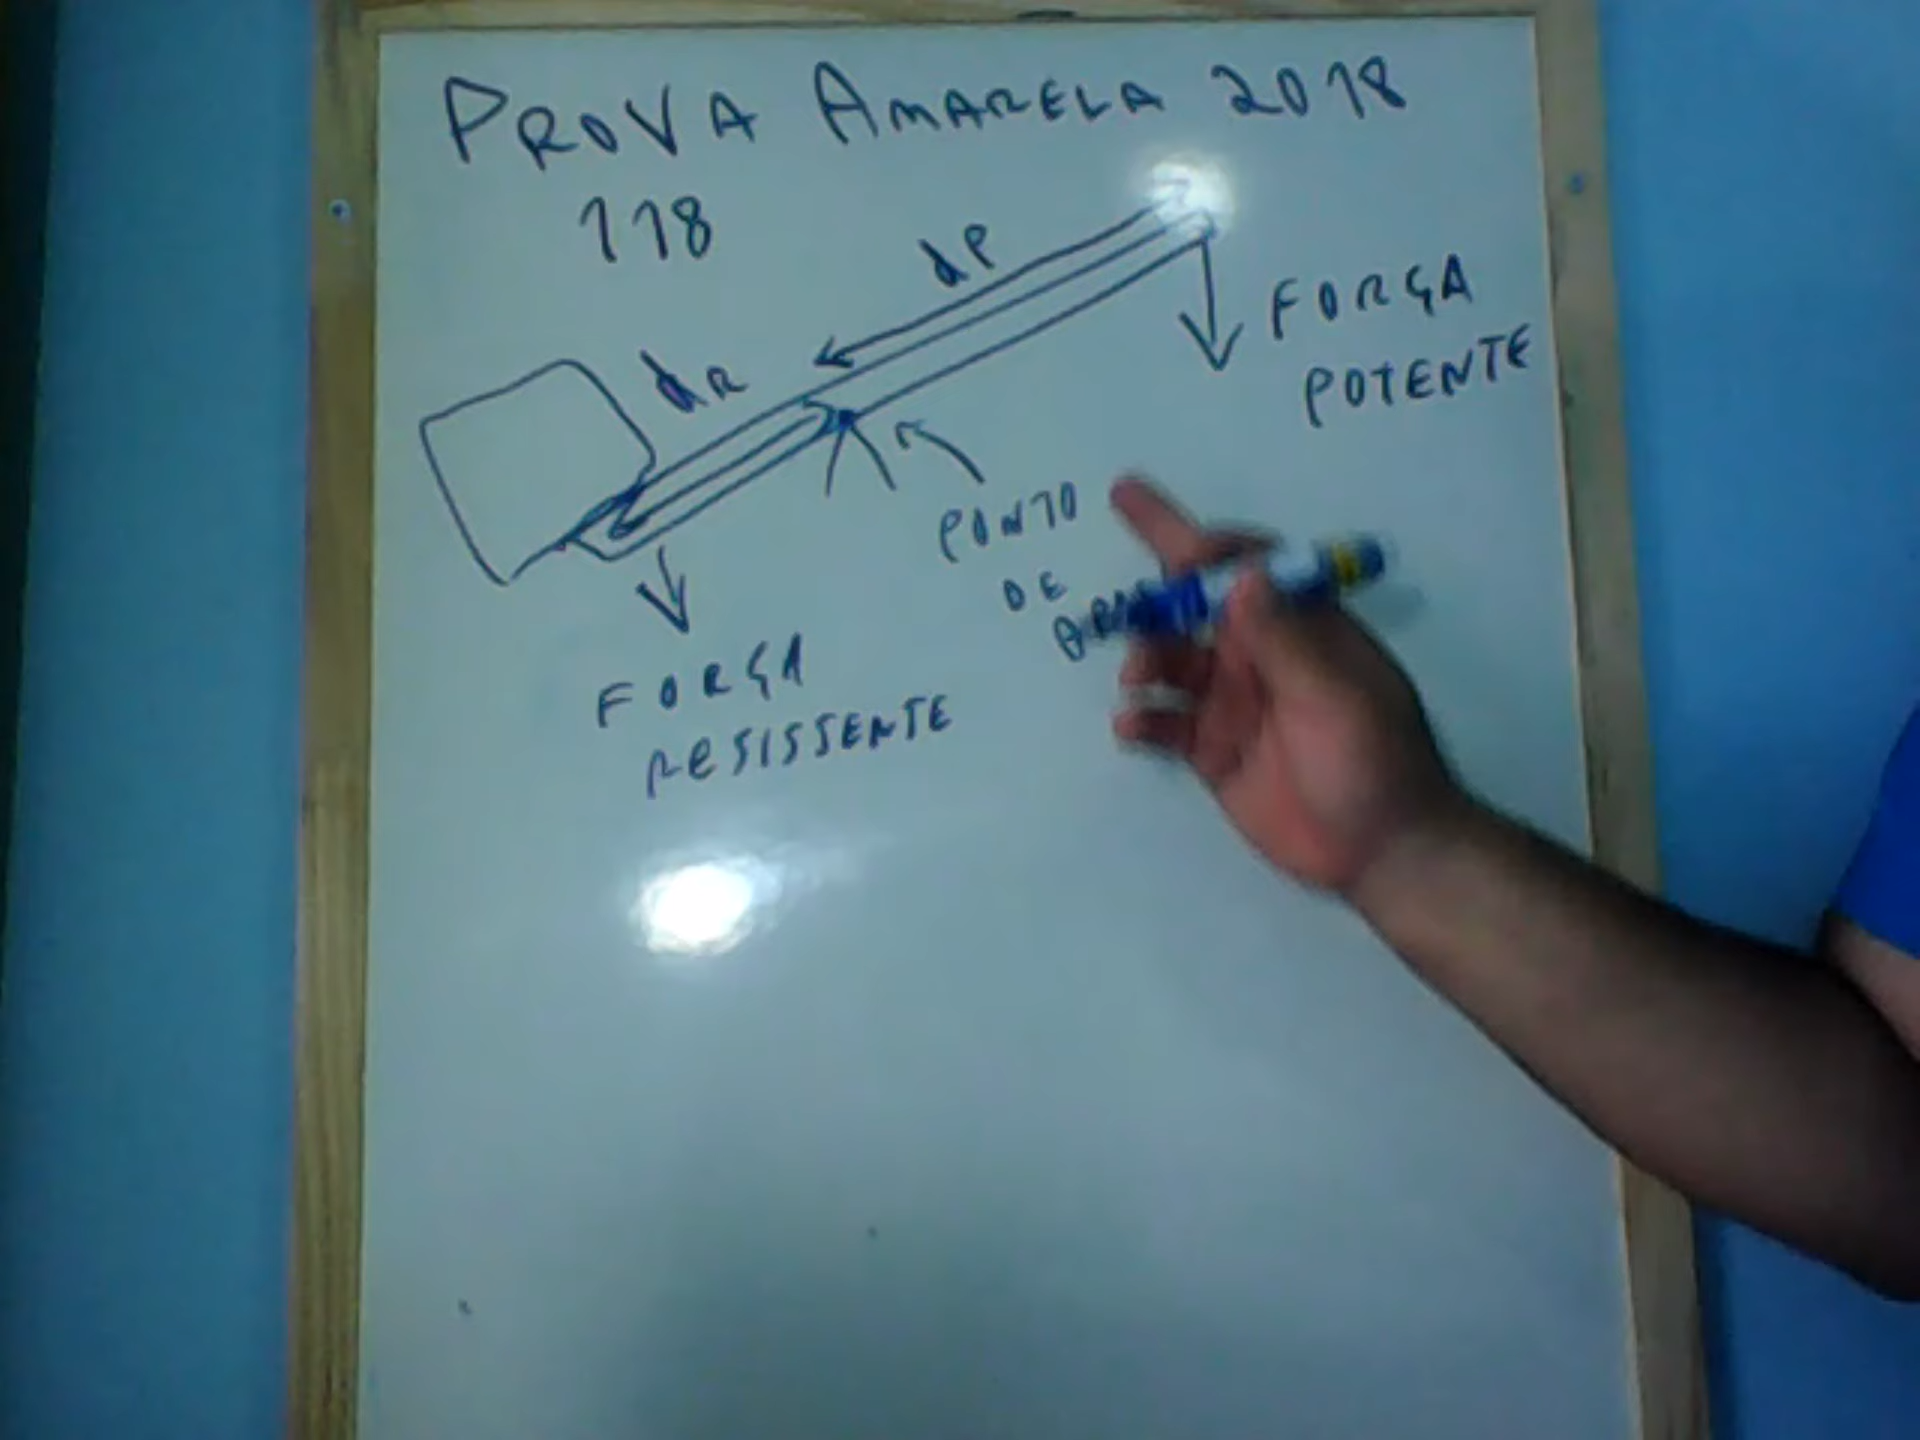 PROVA AMARELA 2018
118
dP
dR
FORÇA
POTENTE
PONTO
DE
FORÇA
RESISSENTE